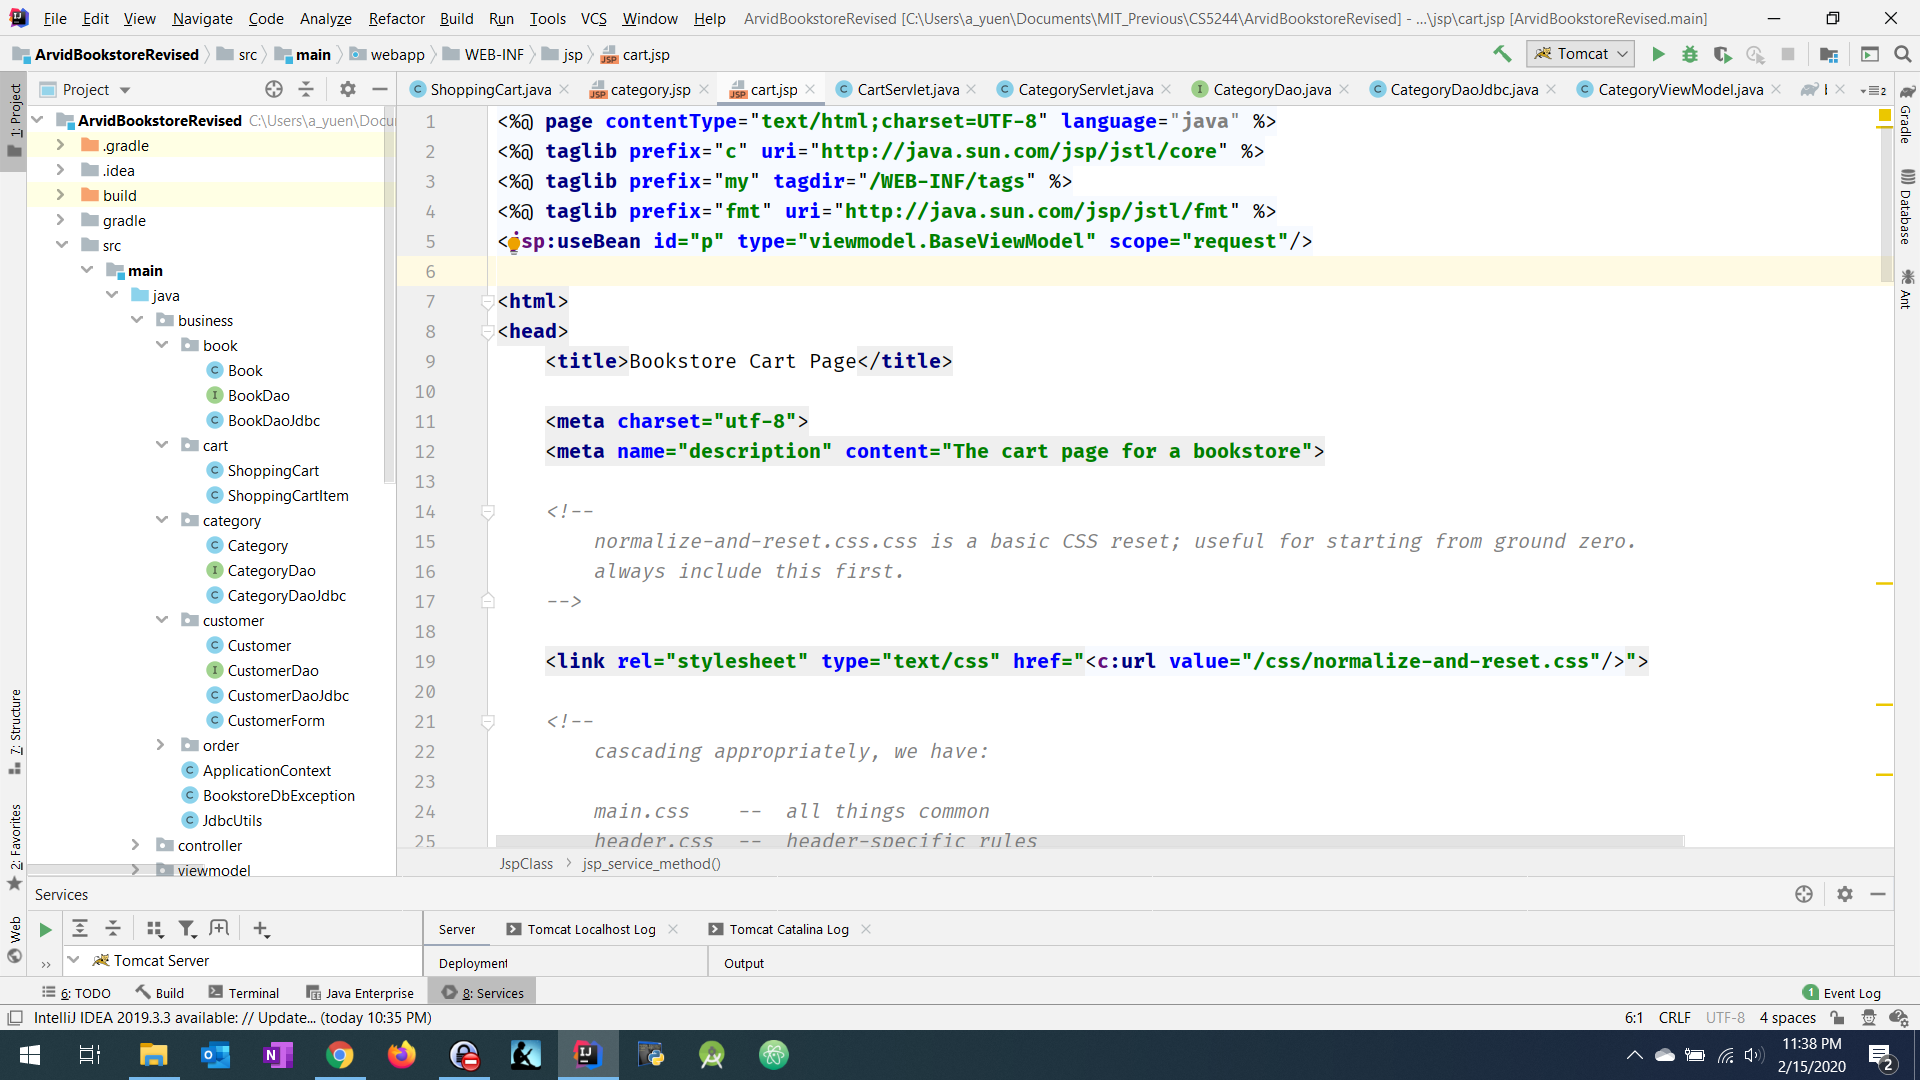 File Edit View Navigate Code Analyze Refactor Build Run Tools VCS Window Help ArvidBookstoreRevised [C:\Users\a_yuen\Documents\MIT_Previous\CS5244\ArvidBookstoreRevised] - ...\jsp\cart.jsp [ArvidBookstoreRevised.main]
ArvidBookstoreRevised src main webapp WEB-INF jsp cart.jsp Tomcat
Project ShoppingCart.java category.jsp cart.jsp CartServlet.java CategoryServlet.java CategoryDao.java CategoryDaoJdbc.java CategoryViewModel.java
1: Project
7: Structure
2: Favorites
Web
ArvidBookstoreRevised C:\Users\a_yuen\Docu
.gradle
.idea
build
gradle
src
main
java
business
book
Book
BookDao
BookDaoJdbc
cart
ShoppingCart
ShoppingCartItem
category
Category
CategoryDao
CategoryDaoJdbc
customer
Customer
CustomerDao
CustomerDaoJdbc
CustomerForm
order
ApplicationContext
BookstoreDbException
JdbcUtils
controller
viewmodel
1 <%@ page contentType="text/html;charset=UTF-8" language="java" %>
2 <%@ taglib prefix="c" uri="http://java.sun.com/jsp/jstl/core" %>
3 <%@ taglib prefix="my" tagdir="/WEB-INF/tags" %>
4 <%@ taglib prefix="fmt" uri="http://java.sun.com/jsp/jstl/fmt" %>
5 <jsp:useBean id="p" type="viewmodel.BaseViewModel" scope="request"/>
6
7 <html>
8 <head>
9 <title>Bookstore Cart Page</title>
10
11 <meta charset="utf-8">
12 <meta name="description" content="The cart page for a bookstore">
13
14 <!--
15 normalize-and-reset.css.css is a basic CSS reset; useful for starting from ground zero.
16 always include this first.
17 -->
18
19 <link rel="stylesheet" type="text/css" href="<c:url value="/css/normalize-and-reset.css"/>">
20
21 <!--
22 cascading appropriately, we have:
23
24 main.css -- all things common
25 header.css -- header-specific rules
JspClass jsp_service_method()
Gradle
Database
Ant
Services
Server Tomcat Localhost Log Tomcat Catalina Log
Tomcat Server Deployment Output
6: TODO Build Terminal Java Enterprise 8: Services 1 Event Log
IntelliJ IDEA 2019.3.3 available: // Update... (today 10:35 PM) 6:1 CRLF UTF-8 4 spaces
11:38 PM
2/15/2020
2